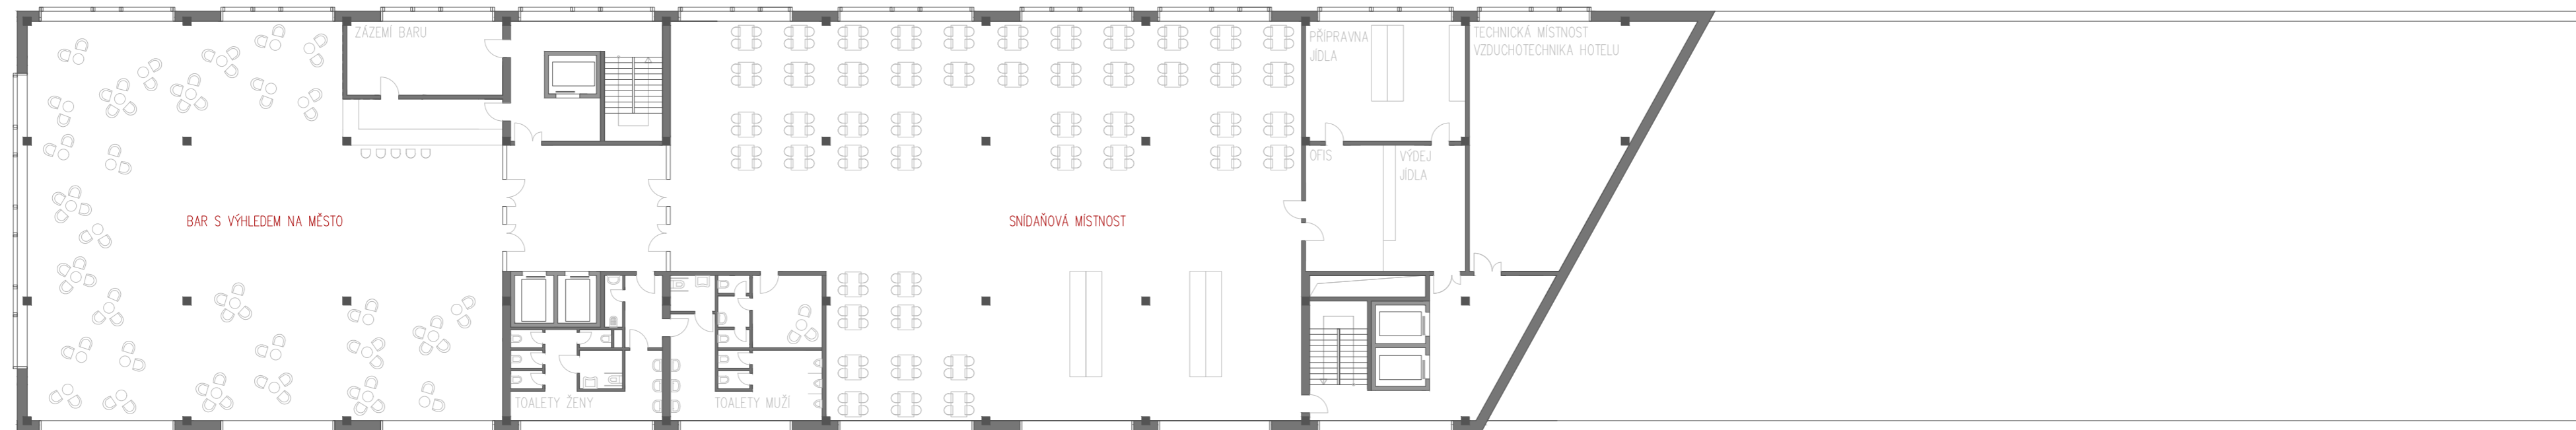 ZÁZEMÍ BARU
PŘÍPRAVNA
JÍDLA
TECHNICKÁ MÍSTNOST
VZDUCHOTECHNIKA HOTELU
OFIS
VÝDEJ
JÍDLA
BAR S VÝHLEDEM NA MĚSTO
SNÍDAŇOVÁ MÍSTNOST
TOALETY ŽENY
TOALETY MUŽÍ